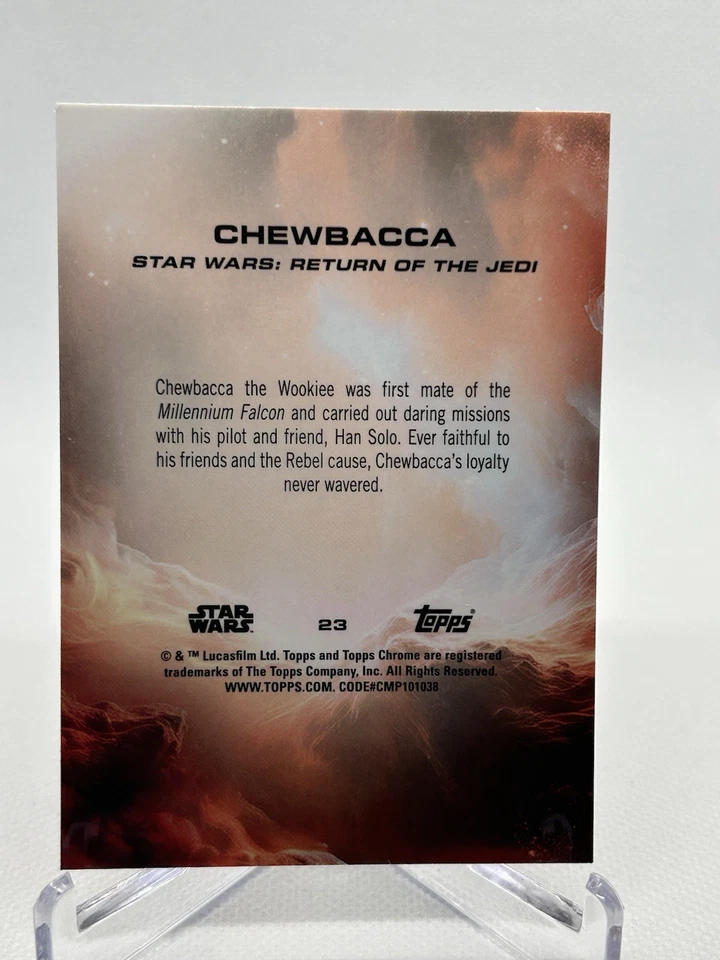 CHEWBACCA
STAR WARS: RETURN OF THE JEDI
Chewbacca the Wookiee was first mate of the
Millennium Falcon and carried out daring missions
with his pilot and friend, Han Solo. Ever faithful to
his friends and the Rebel cause, Chewbacca's loyalty
never wavered.
STAR
WARS™
23
Topps®
© & ™ Lucasfilm Ltd. Topps and Topps Chrome are registered
trademarks of The Topps Company, Inc. All Rights Reserved.
WWW.TOPPS.COM. CODE#CMP101038